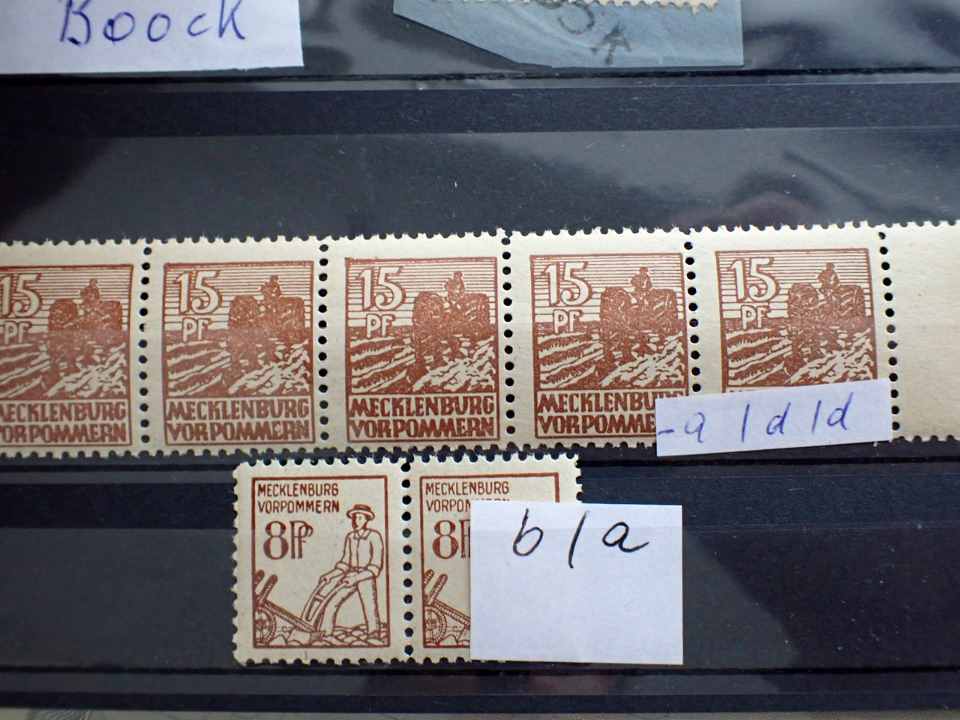 Boock
15 PF MECKLENBURG VORPOMMERN
15 PF MECKLENBURG VORPOMMERN
15 PF MECKLENBURG VORPOMMERN
15 PF MECKLENBURG VORPOMMERN
15 PF
-a/d/d
MECKLENBURG
VORPOMMERN
8PF
MECKLENBURG
VORPOMMERN
8PF
b/a